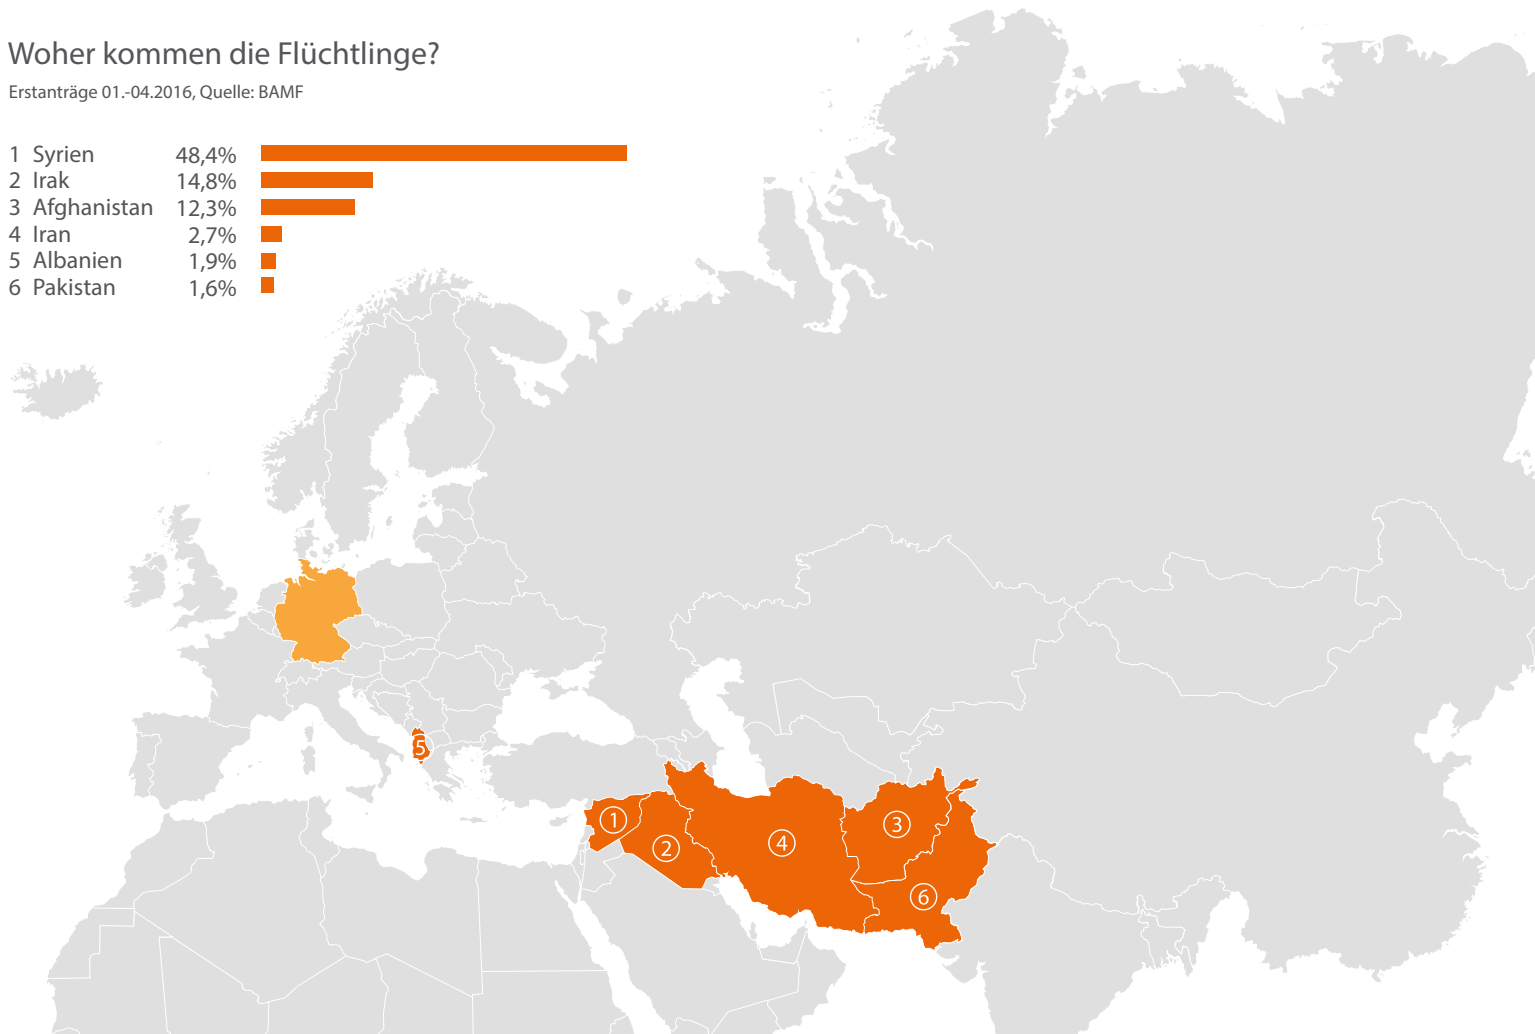 Woher kommen die Flüchtlinge?
Erstanträge 01.-04.2016, Quelle: BAMF
1 Syrien 48,4%
2 Irak 14,8%
3 Afghanistan 12,3%
4 Iran 2,7%
5 Albanien 1,9%
6 Pakistan 1,6%
5
1
3
2
4
6